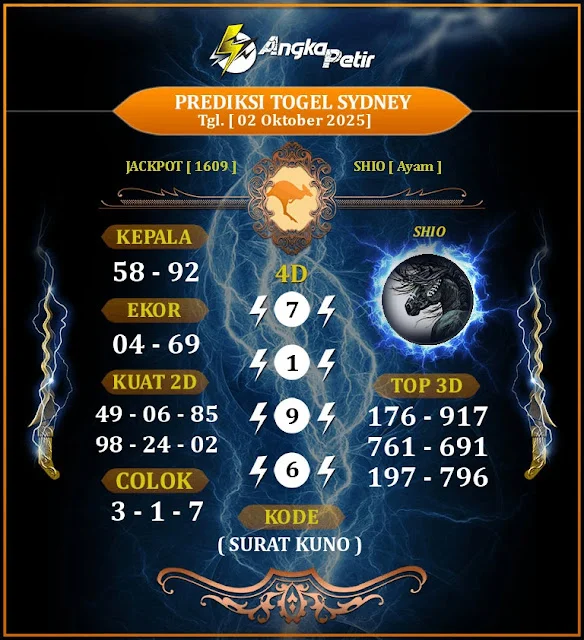 Angka Petir
PREDIKSI TOGEL SYDNEY
Tgl. [ 02 Oktober 2025]
JACKPOT [ 1609 ]
SHIO [ Ayam ]
KEPALA
58 - 92
EKOR
04 - 69
KUAT 2D
49 - 06 - 85
98 - 24 - 02
COLOK
3 - 1 - 7
4D
7
1
9
6
KODE
( SURAT KUNO )
SHIO
TOP 3D
176 - 917
761 - 691
197 - 796